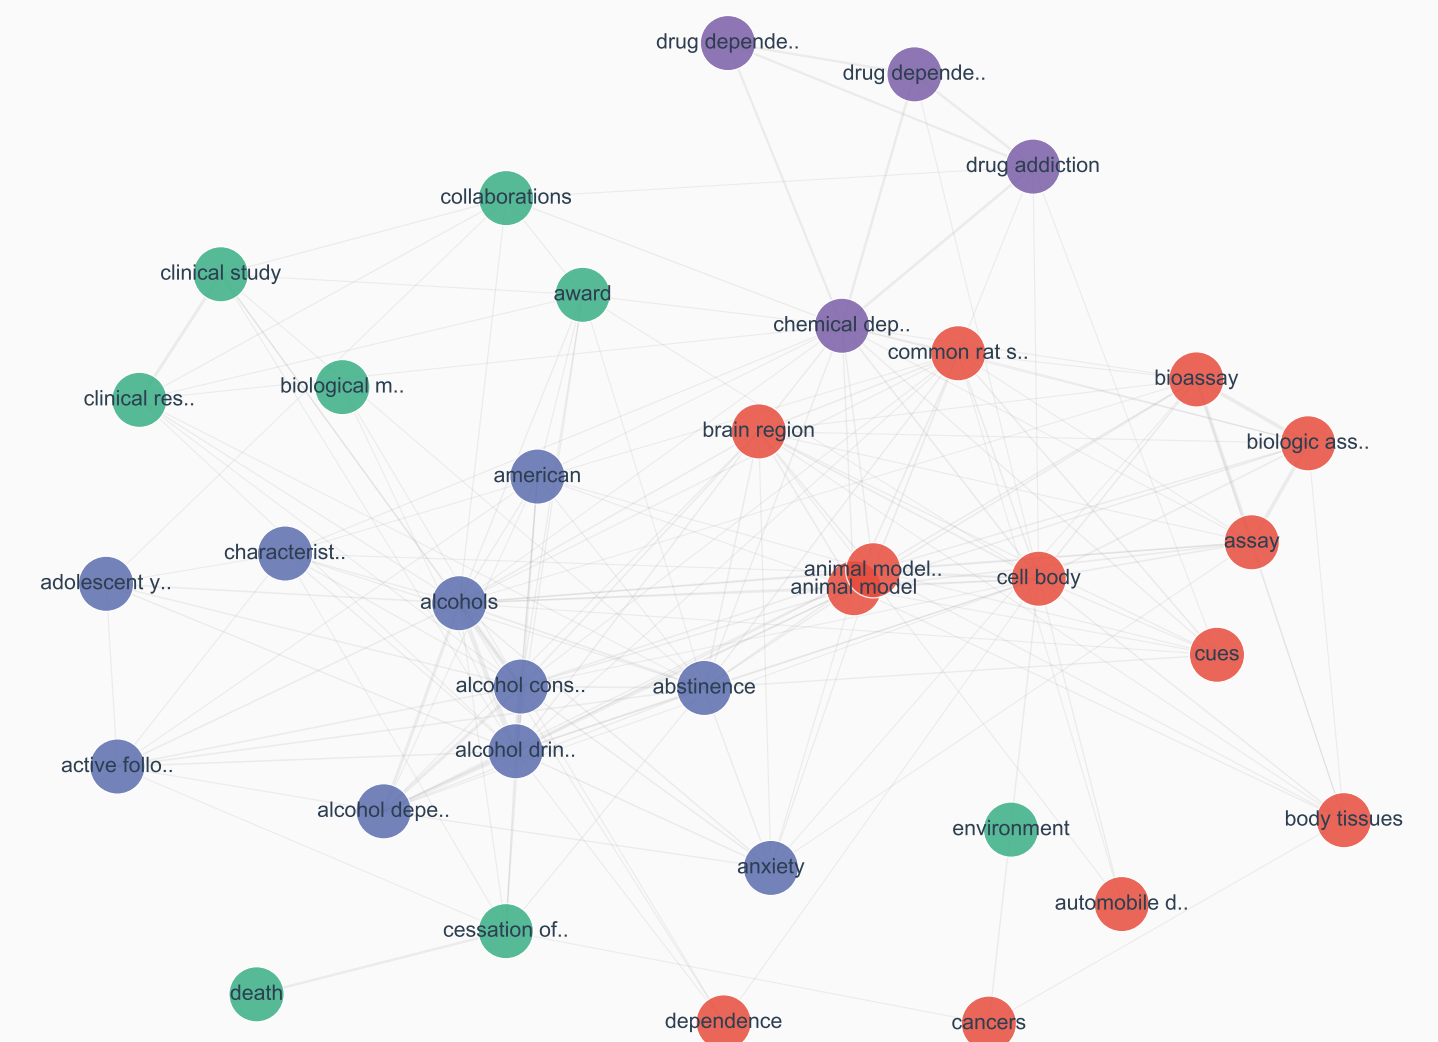 drug depende..
drug depende..
drug addiction
collaborations
clinical study
award
chemical dep..
common rat s..
bioassay
biological m..
clinical res..
brain region
biologic ass..
american
assay
characterist..
animal model..
cell body
adolescent y..
animal model
alcohols
cues
alcohol cons..
abstinence
alcohol drin..
active follo..
alcohol depe..
body tissues
environment
anxiety
automobile d..
cessation of..
death
dependence
cancers